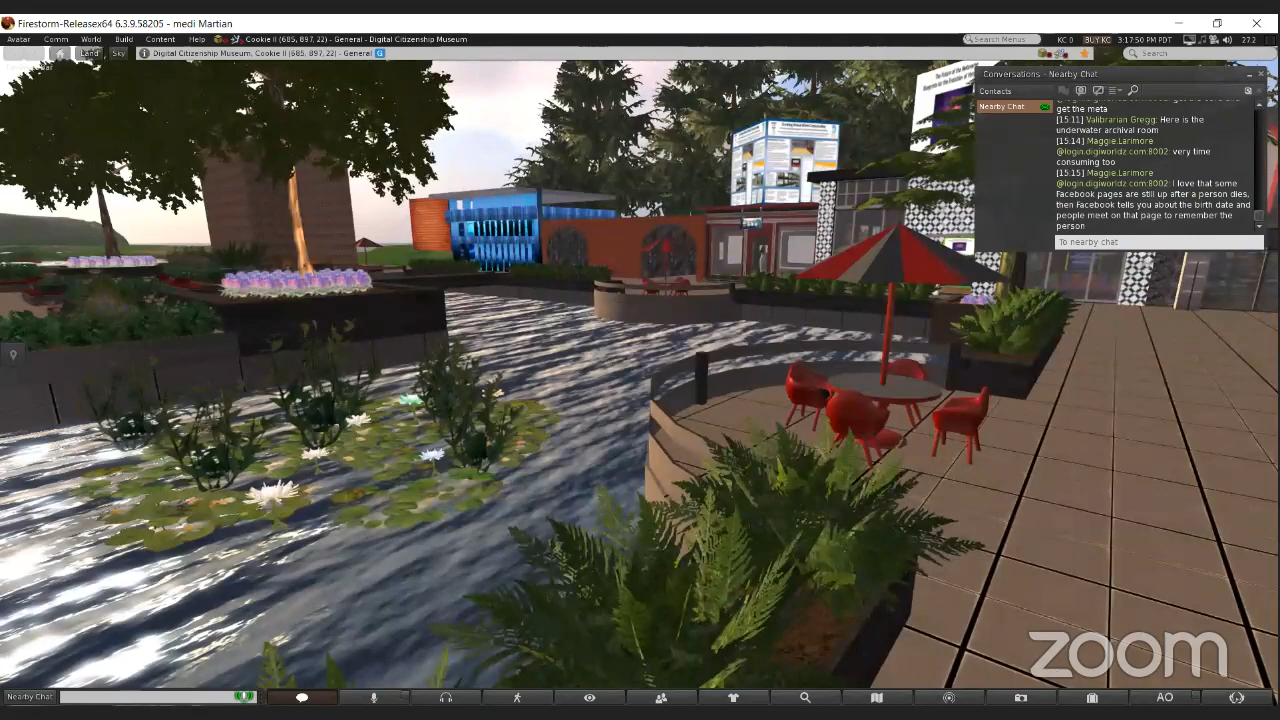 Firestorm-Releasex64 6.3.9.58205 - medi Martian
Avatar Comm World Build Content Help Cookie II (685, 897, 22) - General - Digital Citizenship Museum
Search Menus KC 0 BUY KC 3:17:50 PM PDT 27.2
Land Sky Digital Citizenship Museum, Cookie II (685, 897, 22) - General G
Search
Conversations - Nearby Chat
Contacts
Nearby Chat
get the meta
[15:11] Valibrarian Gregg: Here is the
underwater archival room
[15:14] Maggie.Larimore
@login.digiworldz.com:8002: very time
consuming too
[15:15] Maggie.Larimore
@login.digiworldz.com:8002: I love that some
Facebook pages are still up after a person dies,
then Facebook tells you about the birth date and
people meet on that page to remember the
person
To nearby chat
zoom
Nearby Chat
AO